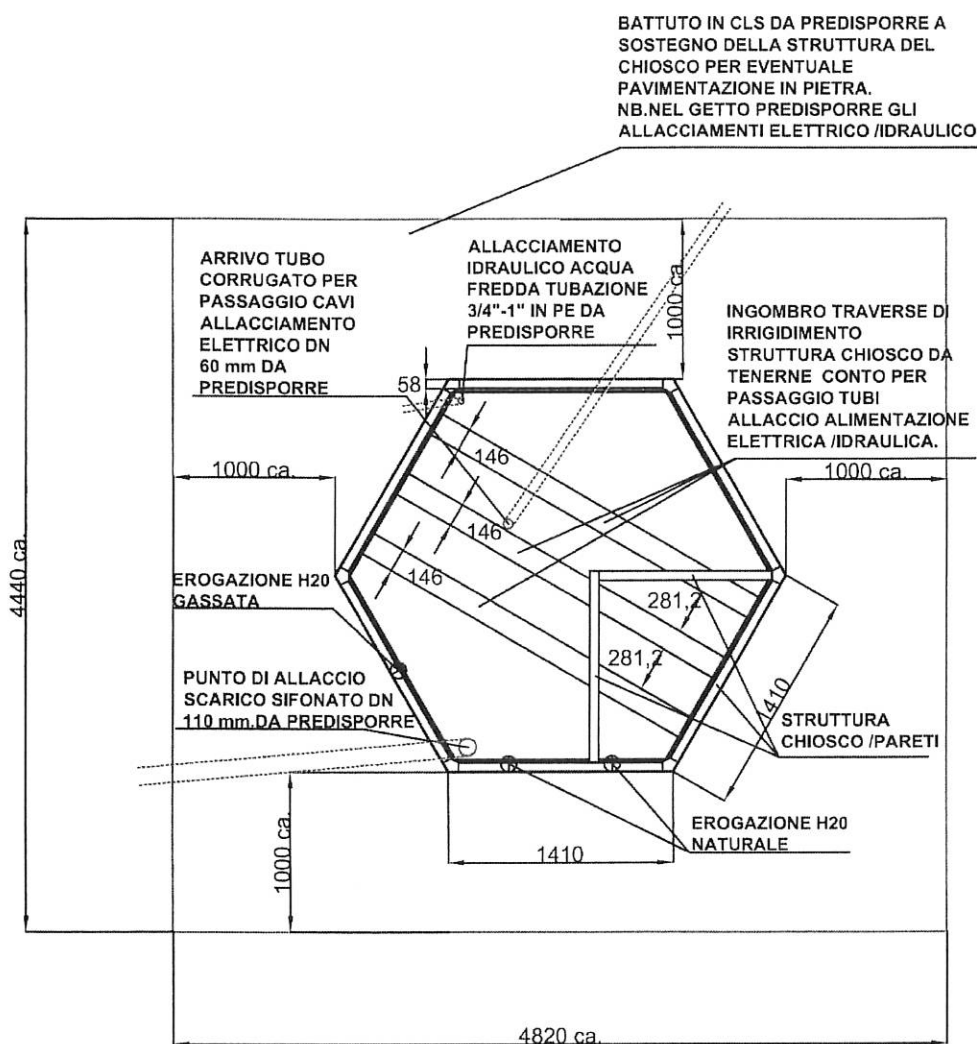 BATTUTO IN CLS DA PREDISPORRE A
SOSTEGNO DELLA STRUTTURA DEL
CHIOSCO PER EVENTUALE
PAVIMENTAZIONE IN PIETRA.
NB.NEL GETTO PREDISPORRE GLI
ALLACCIAMENTI ELETTRICO /IDRAULICO
ARRIVO TUBO
CORRUGATO PER
PASSAGGIO CAVI
ALLACCIAMENTO
ELETTRICO DN
60 mm DA
PREDISPORRE
ALLACCIAMENTO
IDRAULICO ACQUA
FREDDA TUBAZIONE
3/4"-1" IN PE DA
PREDISPORRE
1000 ca.
INGOMBRO TRAVERSE DI
IRRIGIDIMENTO
STRUTTURA CHIOSCO DA
TENERNE CONTO PER
PASSAGGIO TUBI
ALLACCIO ALIMENTAZIONE
ELETTRICA /IDRAULICA.
58
146
1000 ca.
1000 ca.
146
146
4440 ca.
EROGAZIONE H20
GASSATA
281,2
281,2
1410
PUNTO DI ALLACCIO
SCARICO SIFONATO DN
110 mm.DA PREDISPORRE
STRUTTURA
CHIOSCO /PARETI
EROGAZIONE H20
NATURALE
1000 ca.
1410
4820 ca.